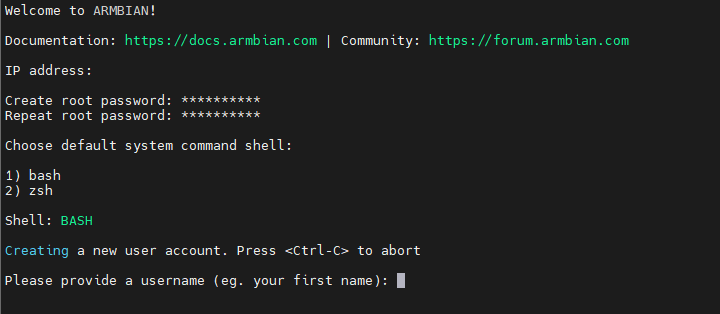 Welcome to ARMBIAN!
Documentation: https://docs.armbian.com | Community: https://forum.armbian.com
IP address:
Create root password: **********
Repeat root password: **********
Choose default system command shell:
1) bash
2) zsh
Shell: BASH
Creating a new user account. Press <Ctrl-C> to abort
Please provide a username (eg. your first name):